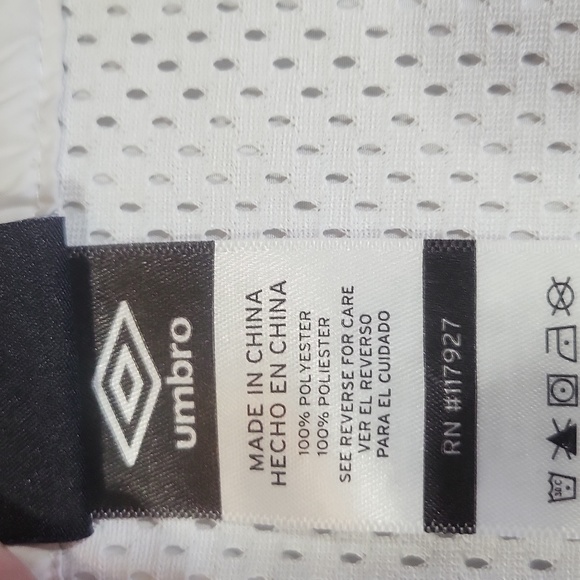 umbro
MADE IN CHINA
HECHO EN CHINA
100% POLYESTER
100% POLIESTER
SEE REVERSE FOR CARE
VER EL REVERSO
PARA EL CUIDADO
RN #117927
30 C